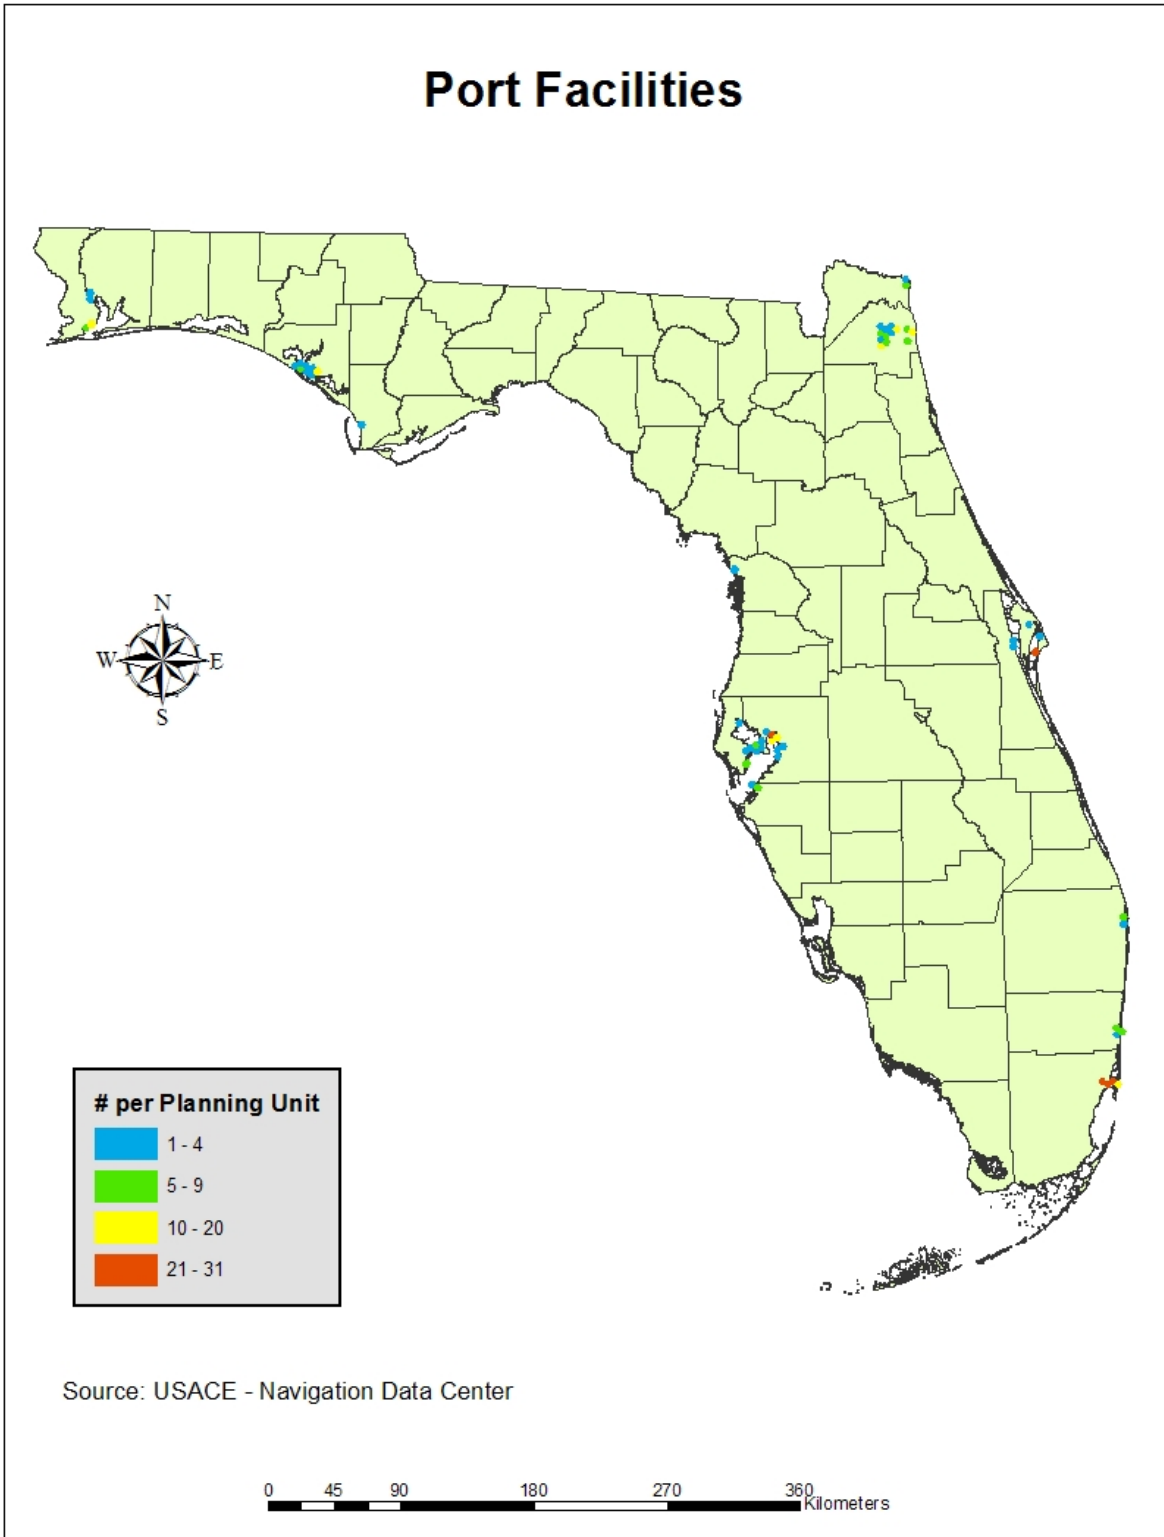 Port Facilities
N
W E
S
# per Planning Unit
1 - 4
5 - 9
10 - 20
21 - 31
Source: USACE - Navigation Data Center
0 45 90 180 270 360
Kilometers